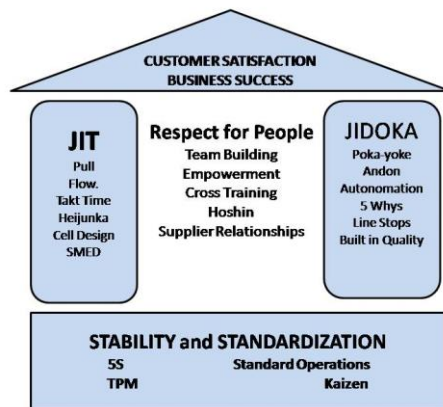 CUSTOMER SATISFACTION
BUSINESS SUCCESS
JIT
Pull
Flow.
Takt Time
Heijunka
Cell Design
SMED
Respect for People
Team Building
Empowerment
Cross Training
Hoshin
Supplier Relationships
JIDOKA
Poka-yoke
Andon
Autonomation
5 Whys
Line Stops
Built in Quality
STABILITY and STANDARDIZATION
5S Standard Operations
TPM Kaizen